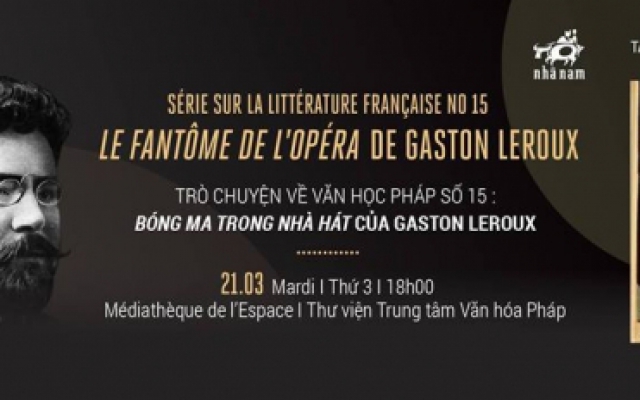 nhã nam
TA
SÉRIE SUR LA LITTÉRATURE FRANÇAISE NO 15
LE FANTÔME DE L'OPÉRA DE GASTON LEROUX
TRÒ CHUYỆN VỀ VĂN HỌC PHÁP SỐ 15 :
BÓNG MA TRONG NHÀ HÁT CỦA GASTON LEROUX
21.03 Mardi I Thứ 3 I 18h00
Médiathèque de l'Espace I Thư viện Trung tâm Văn hóa Pháp